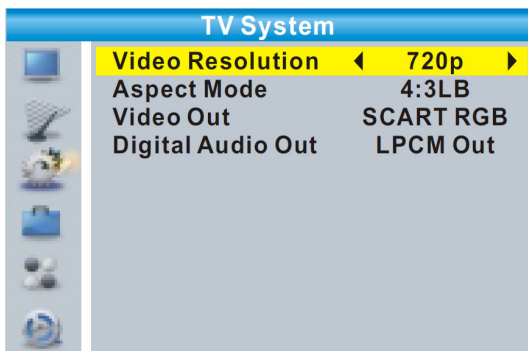 TV System
Video Resolution 720p
Aspect Mode 4:3LB
Video Out SCART RGB
Digital Audio Out LPCM Out